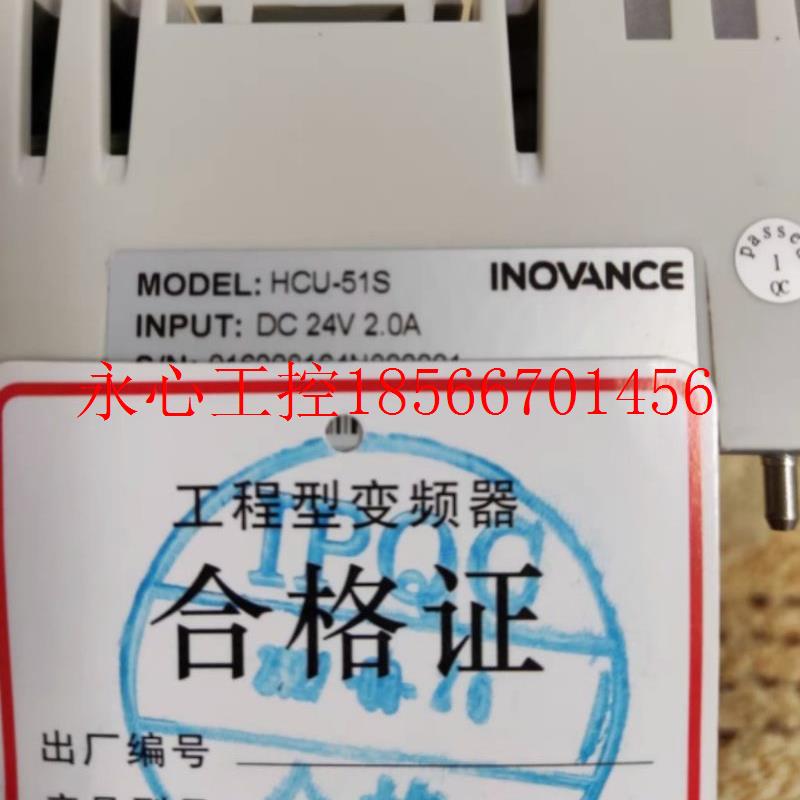 passed
1
QC
MODEL: HCU-51S
INOVANCE
INPUT: DC 24V 2.0A
永心工控18566701456
工程型变频器
IPQC
合格证
出厂编号